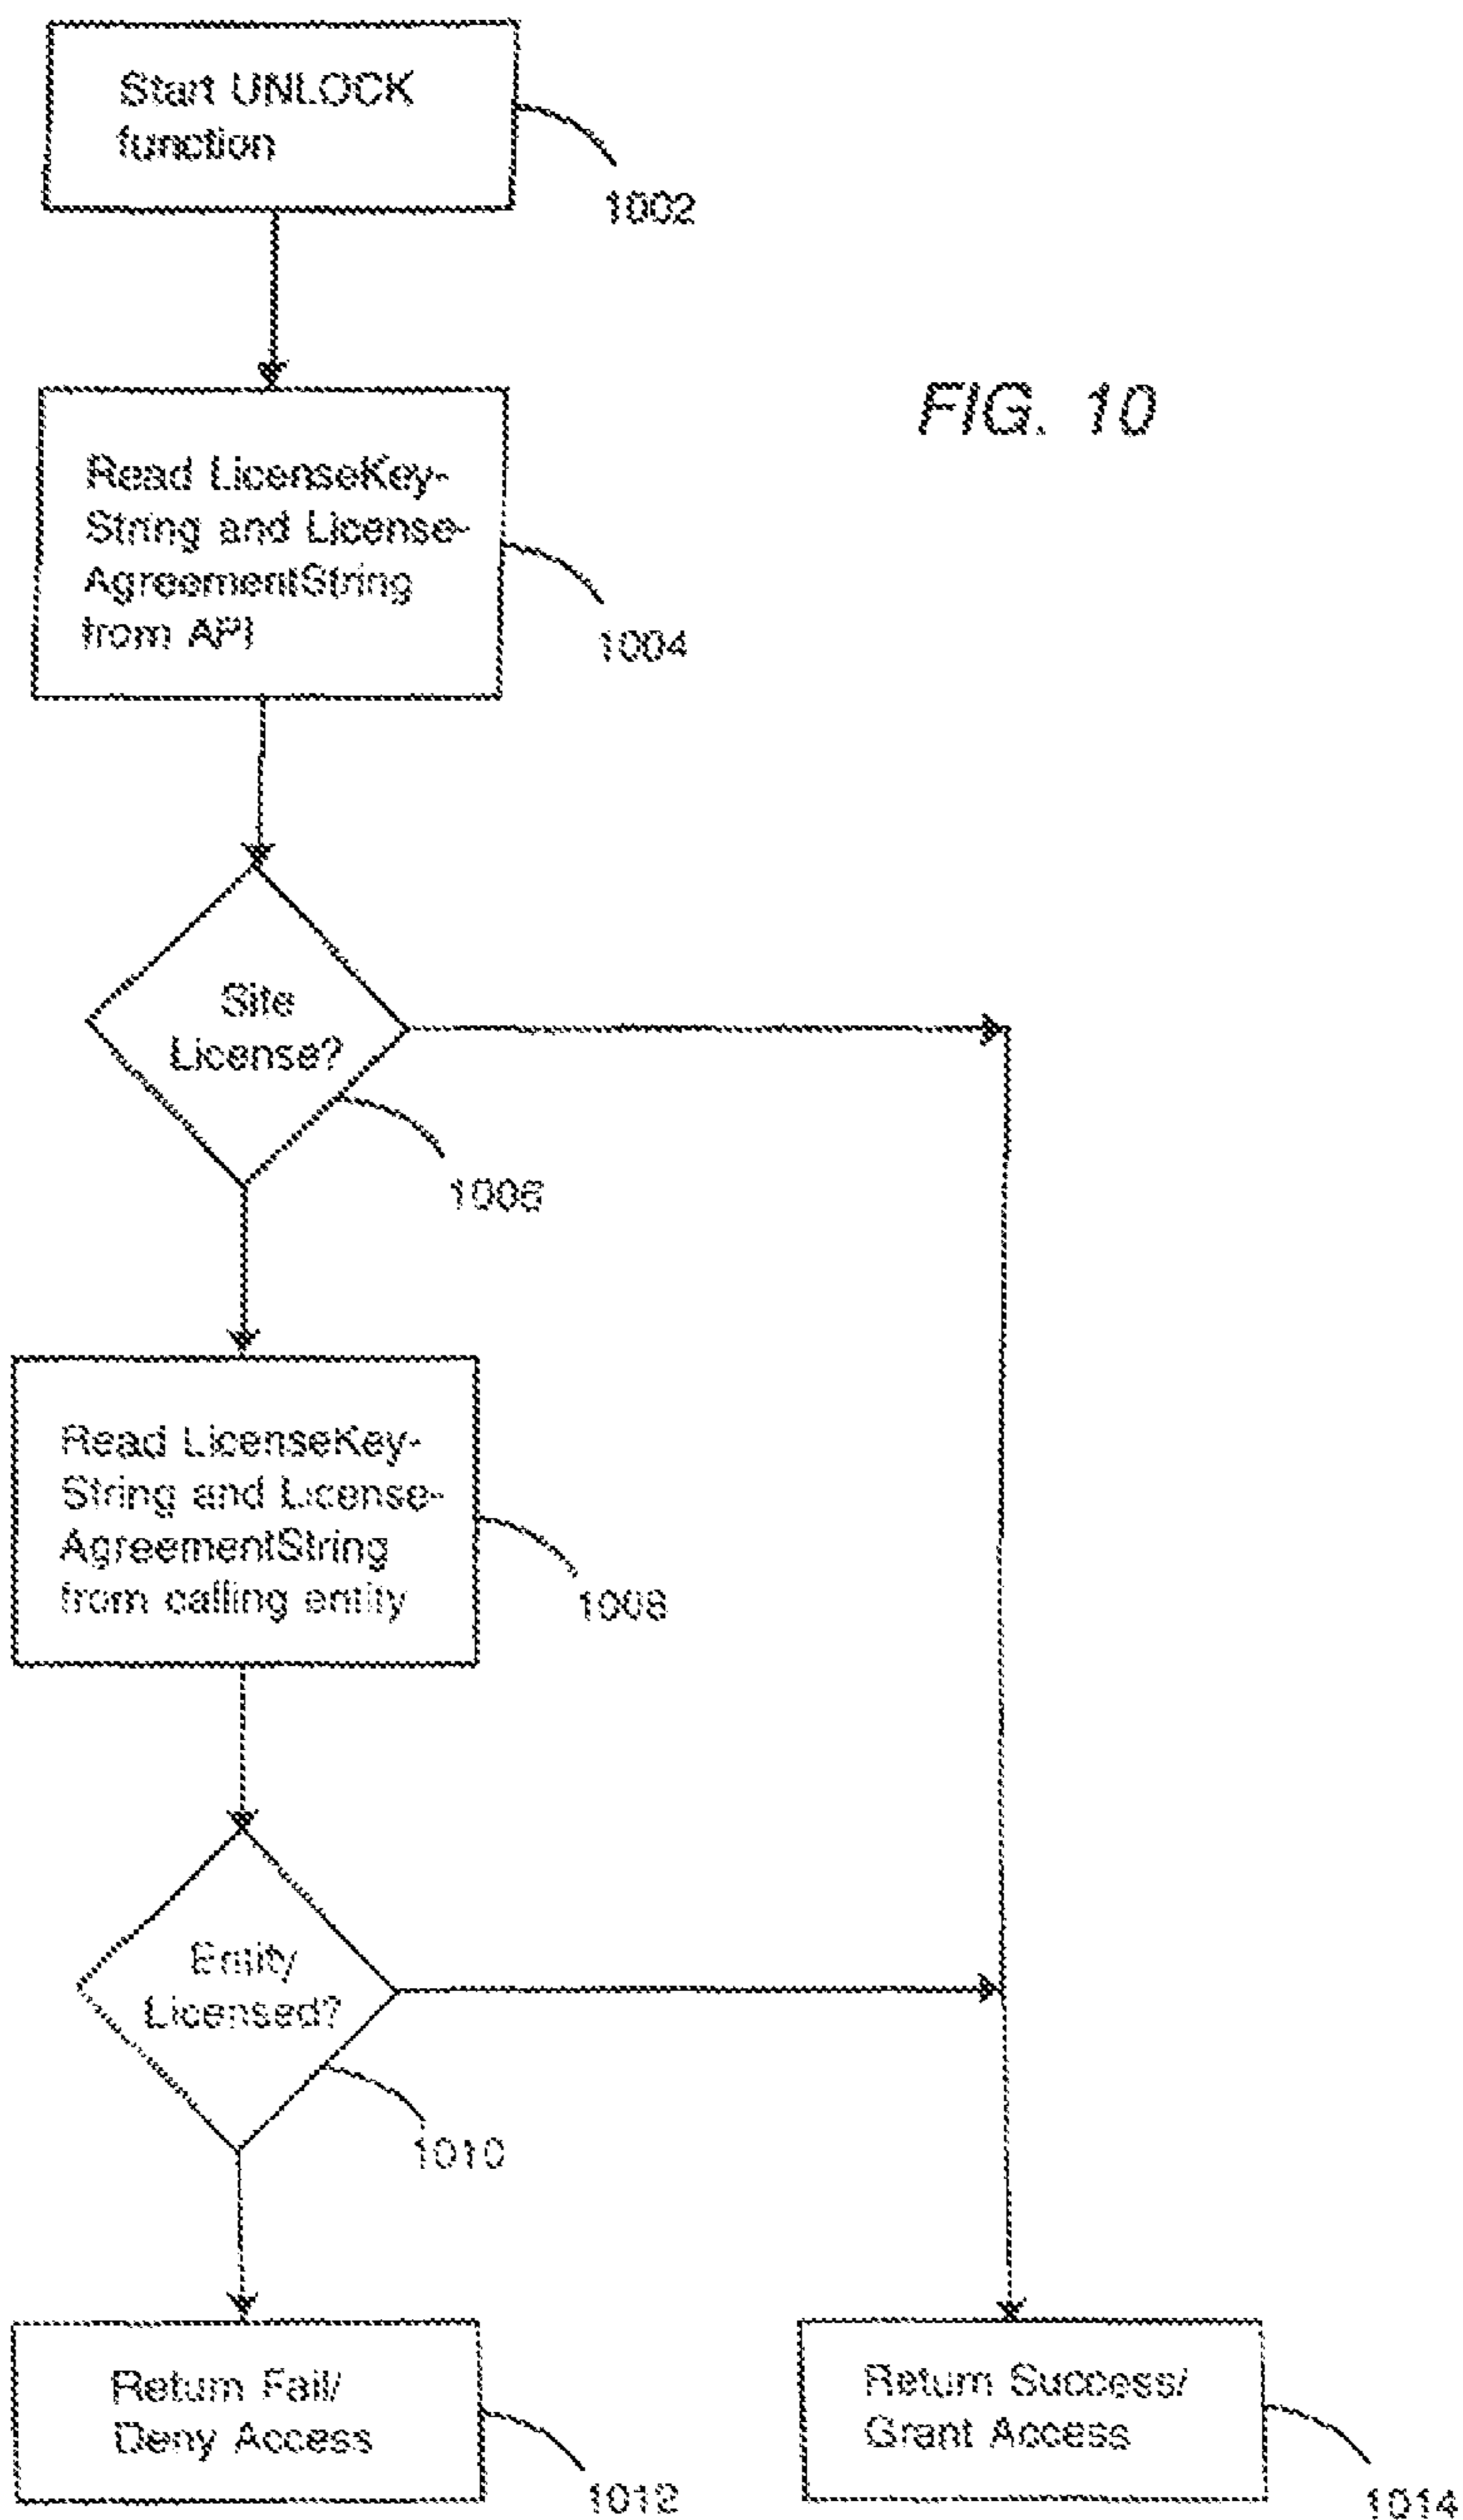 Start UNLOCK
function
1002
FIG. 10
Read LicenseKey-
String and License-
AgreementString
from API
1004
Site
License?
1006
Read LicenseKey-
String and License-
AgreementString
from calling entity
1008
Entity
Licensed?
1010
Return Fail/
Deny Access
1012
Return Success/
Grant Access
1014